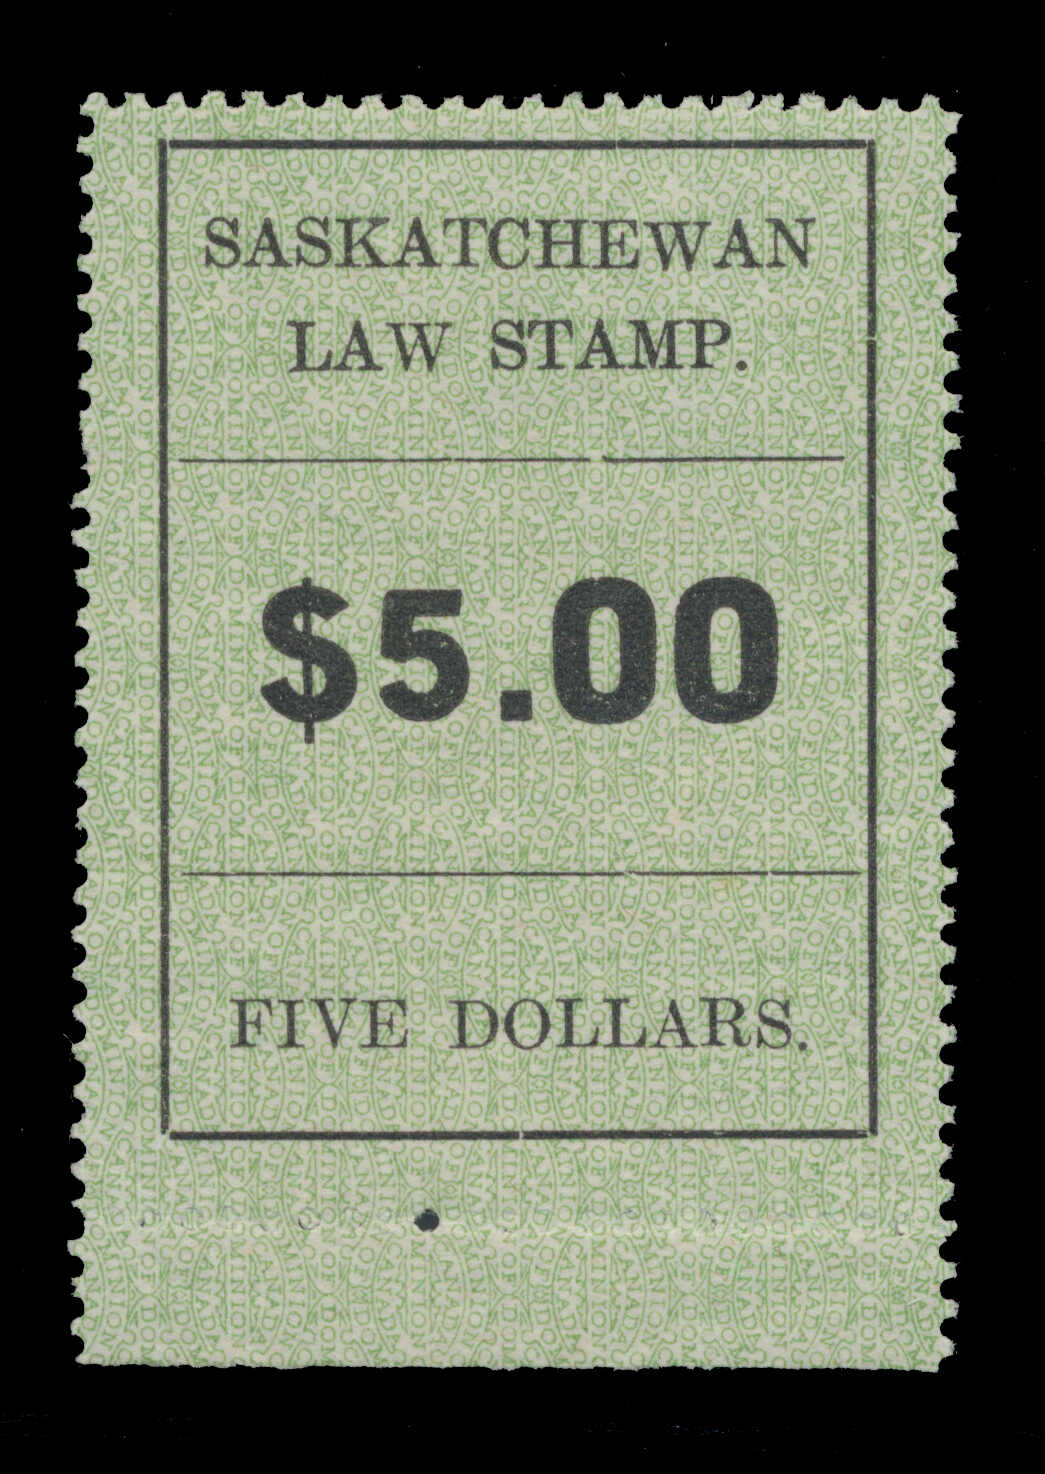 SASKATCHEWAN
LAW STAMP.
$5.00
FIVE DOLLARS.